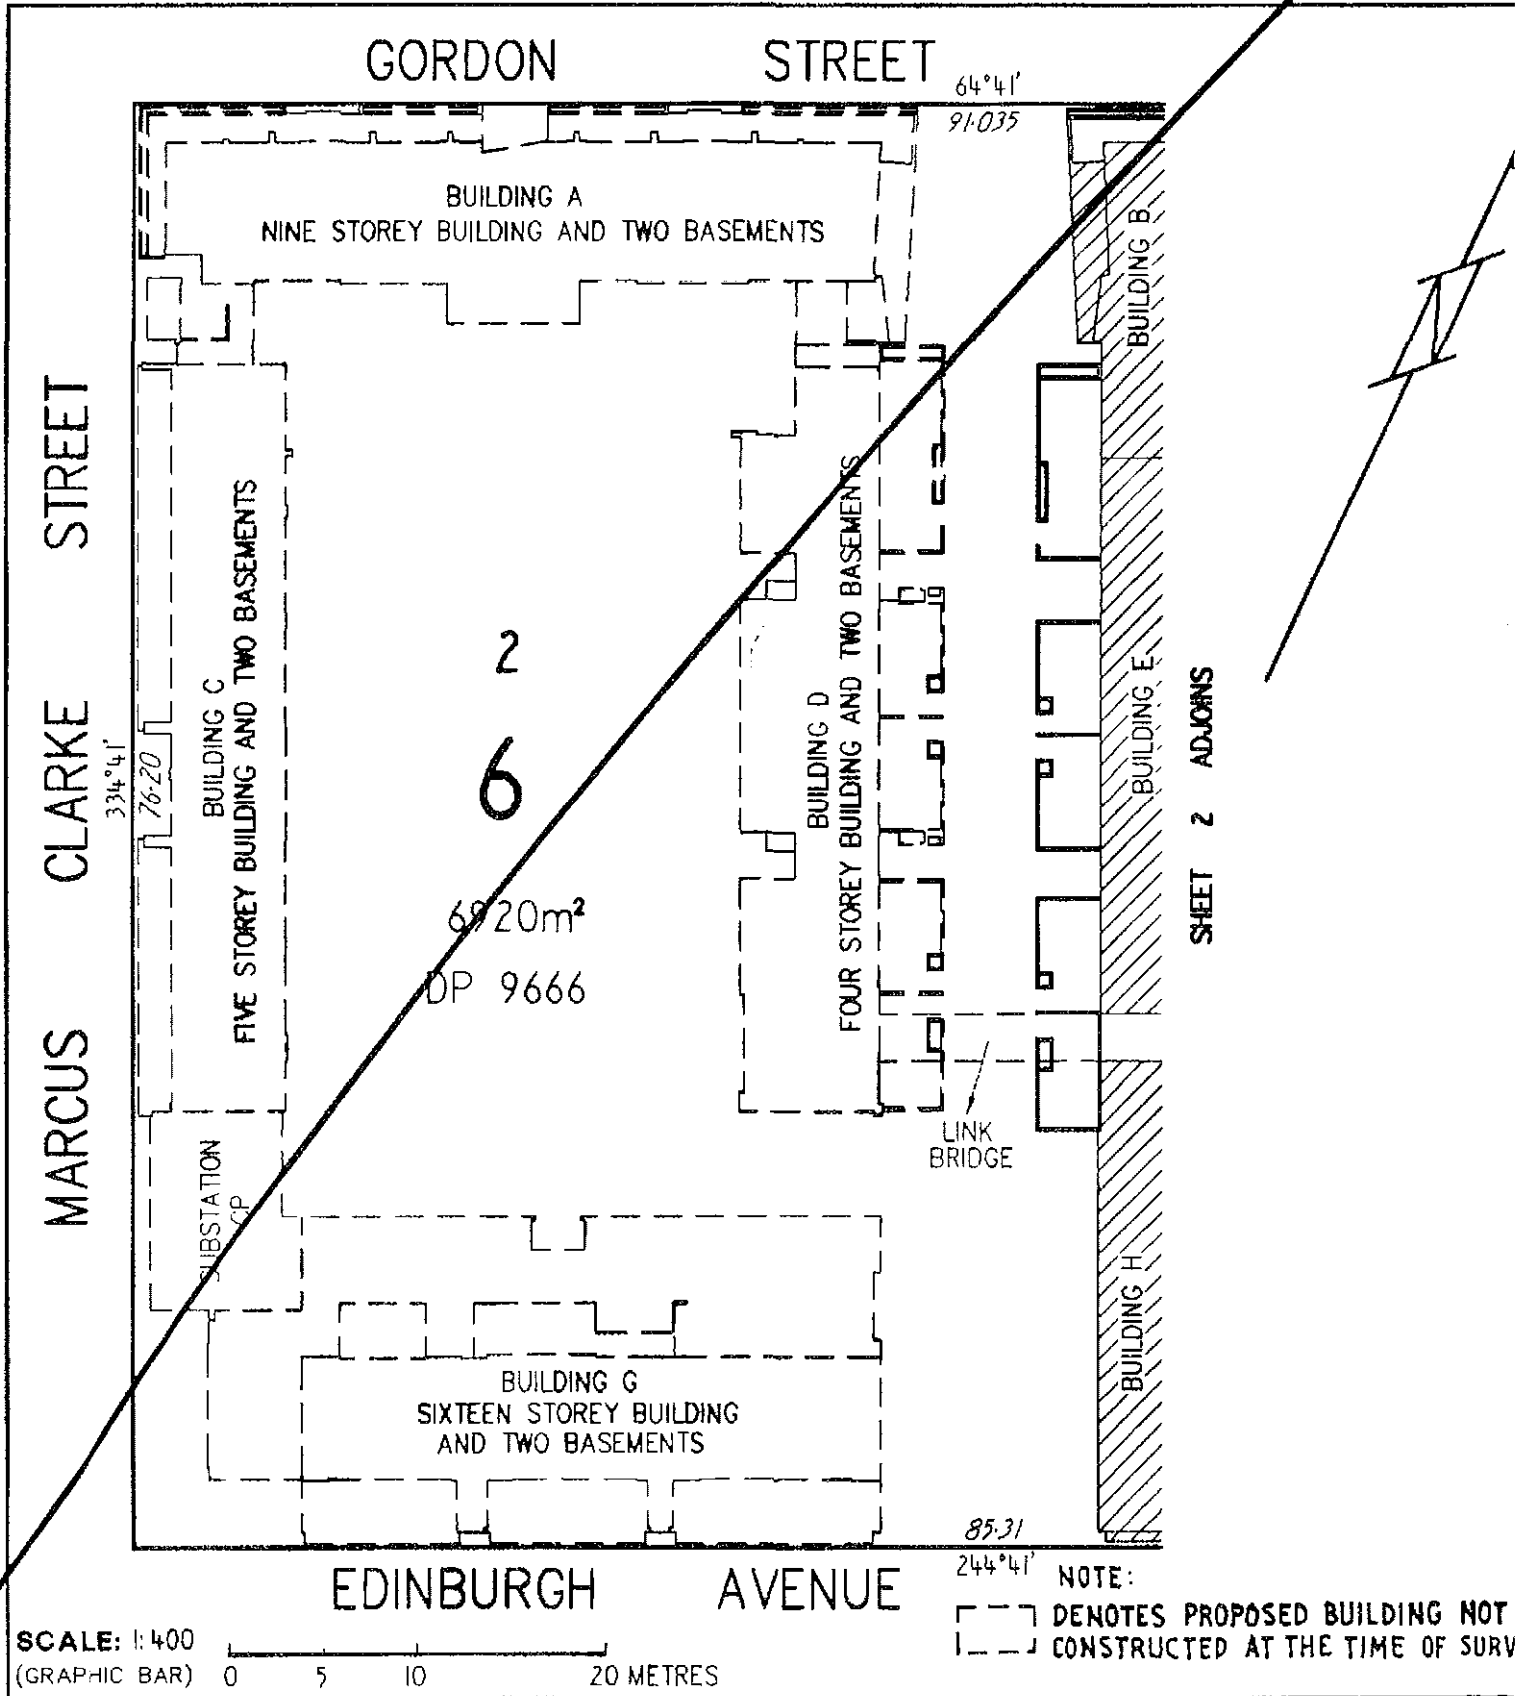 GORDON STREET
64°41'
91·035
BUILDING A
NINE STOREY BUILDING AND TWO BASEMENTS
BUILDING B
MARCUS CLARKE STREET
334°41'
76·20
BUILDING C
FIVE STOREY BUILDING AND TWO BASEMENTS
2
6
6920m²
DP 9666
BUILDING D
FOUR STOREY BUILDING AND TWO BASEMENTS
BUILDING E
SHEET 2 ADJOINS
LINK
BRIDGE
SUBSTATION
CP
BUILDING H
BUILDING G
SIXTEEN STOREY BUILDING
AND TWO BASEMENTS
85·31
244°41'
EDINBURGH AVENUE
NOTE:
DENOTES PROPOSED BUILDING NOT
CONSTRUCTED AT THE TIME OF SURV
SCALE: 1:400
(GRAPHIC BAR) 0 5 10 20 METRES